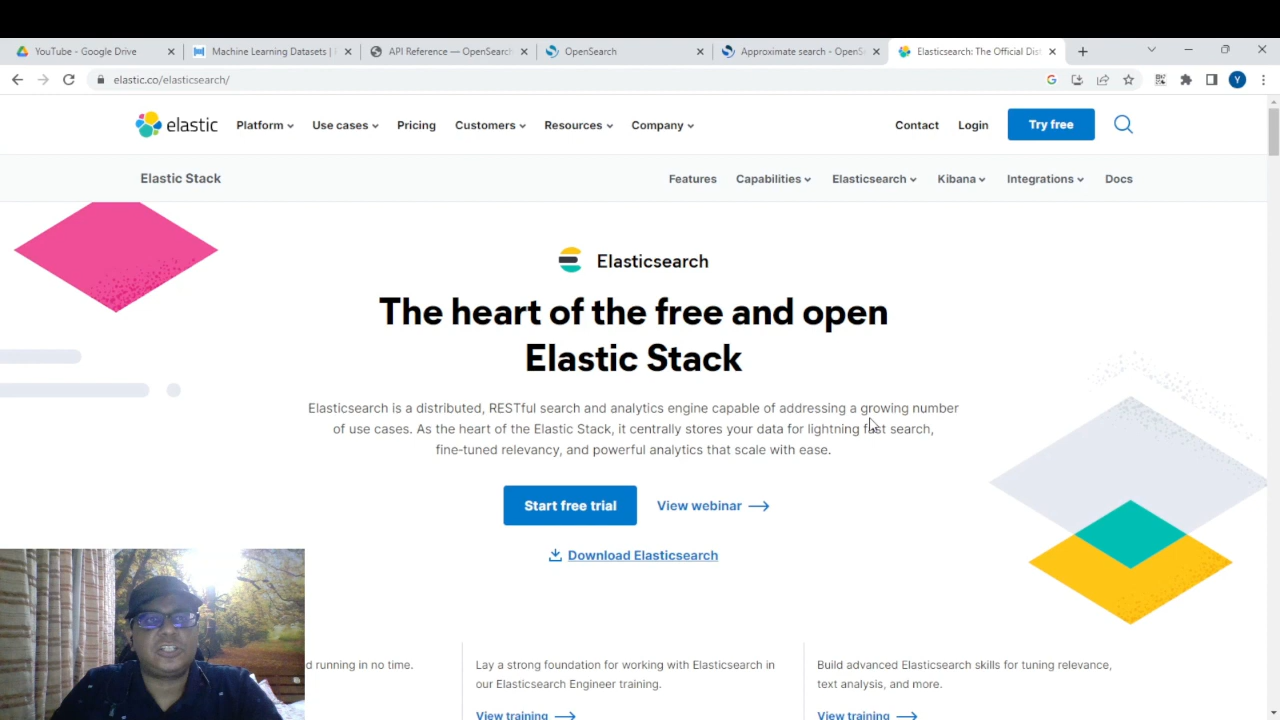 YouTube - Google Drive
Machine Learning Datasets |
API Reference — OpenSearch
OpenSearch
Approximate search - OpenS
Elasticsearch: The Official Dist
elastic.co/elasticsearch/
Y
elastic
Platform
Use cases
Pricing
Customers
Resources
Company
Contact
Login
Try free
Elastic Stack
Features
Capabilities
Elasticsearch
Kibana
Integrations
Docs
Elasticsearch
The heart of the free and open
Elastic Stack
Elasticsearch is a distributed, RESTful search and analytics engine capable of addressing a growing number
of use cases. As the heart of the Elastic Stack, it centrally stores your data for lightning fast search,
fine-tuned relevancy, and powerful analytics that scale with ease.
Start free trial
View webinar
Download Elasticsearch
d running in no time.
Lay a strong foundation for working with Elasticsearch in
our Elasticsearch Engineer training.
View training
Build advanced Elasticsearch skills for tuning relevance,
text analysis, and more.
View training